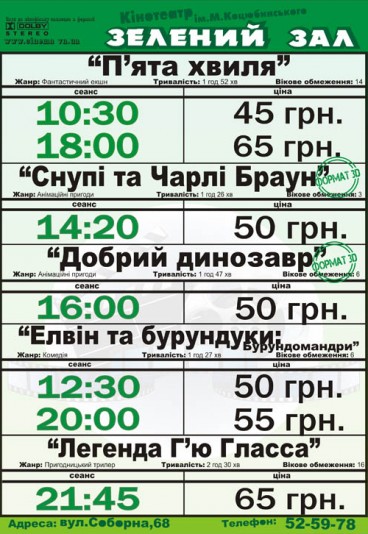 Кінотеатр ім.М.Коцюбинського
DOLBY
STEREO
www.cinema.vn.ua
ЗЕЛЕНИЙ ЗАЛ
“П’ята хвиля”
Жанр: Фантастичний екшн Тривалість: 1 год 52 хв Вікове обмеження: 14
сеанс ціна
10:30 45 грн.
18:00 65 грн.
“Снупі та Чарлі Браун”
ФОРМАТ 3D
Жанр: Анімаційні пригоди Тривалість: 1 год 26 хв Вікове обмеження: 3
сеанс ціна
14:20 50 грн.
“Добрий динозавр”
ФОРМАТ 3D
Жанр: Анімаційні пригоди Тривалість: 1 год 47 хв Вікове обмеження: 6
сеанс ціна
16:00 50 грн.
“Елвін та бурундуки:
Бурундомандри”
Жанр: Комедія Тривалість: 1 год 27 хв Вікове обмеження: 6
сеанс ціна
12:30 50 грн.
20:00 55 грн.
“Легенда Г’ю Гласса”
Жанр: Пригодницький трилер Тривалість: 2 год 30 хв Вікове обмеження: 16
сеанс ціна
21:45 65 грн.
Адреса: вул.Соборна,68 Телефон: 52-59-78